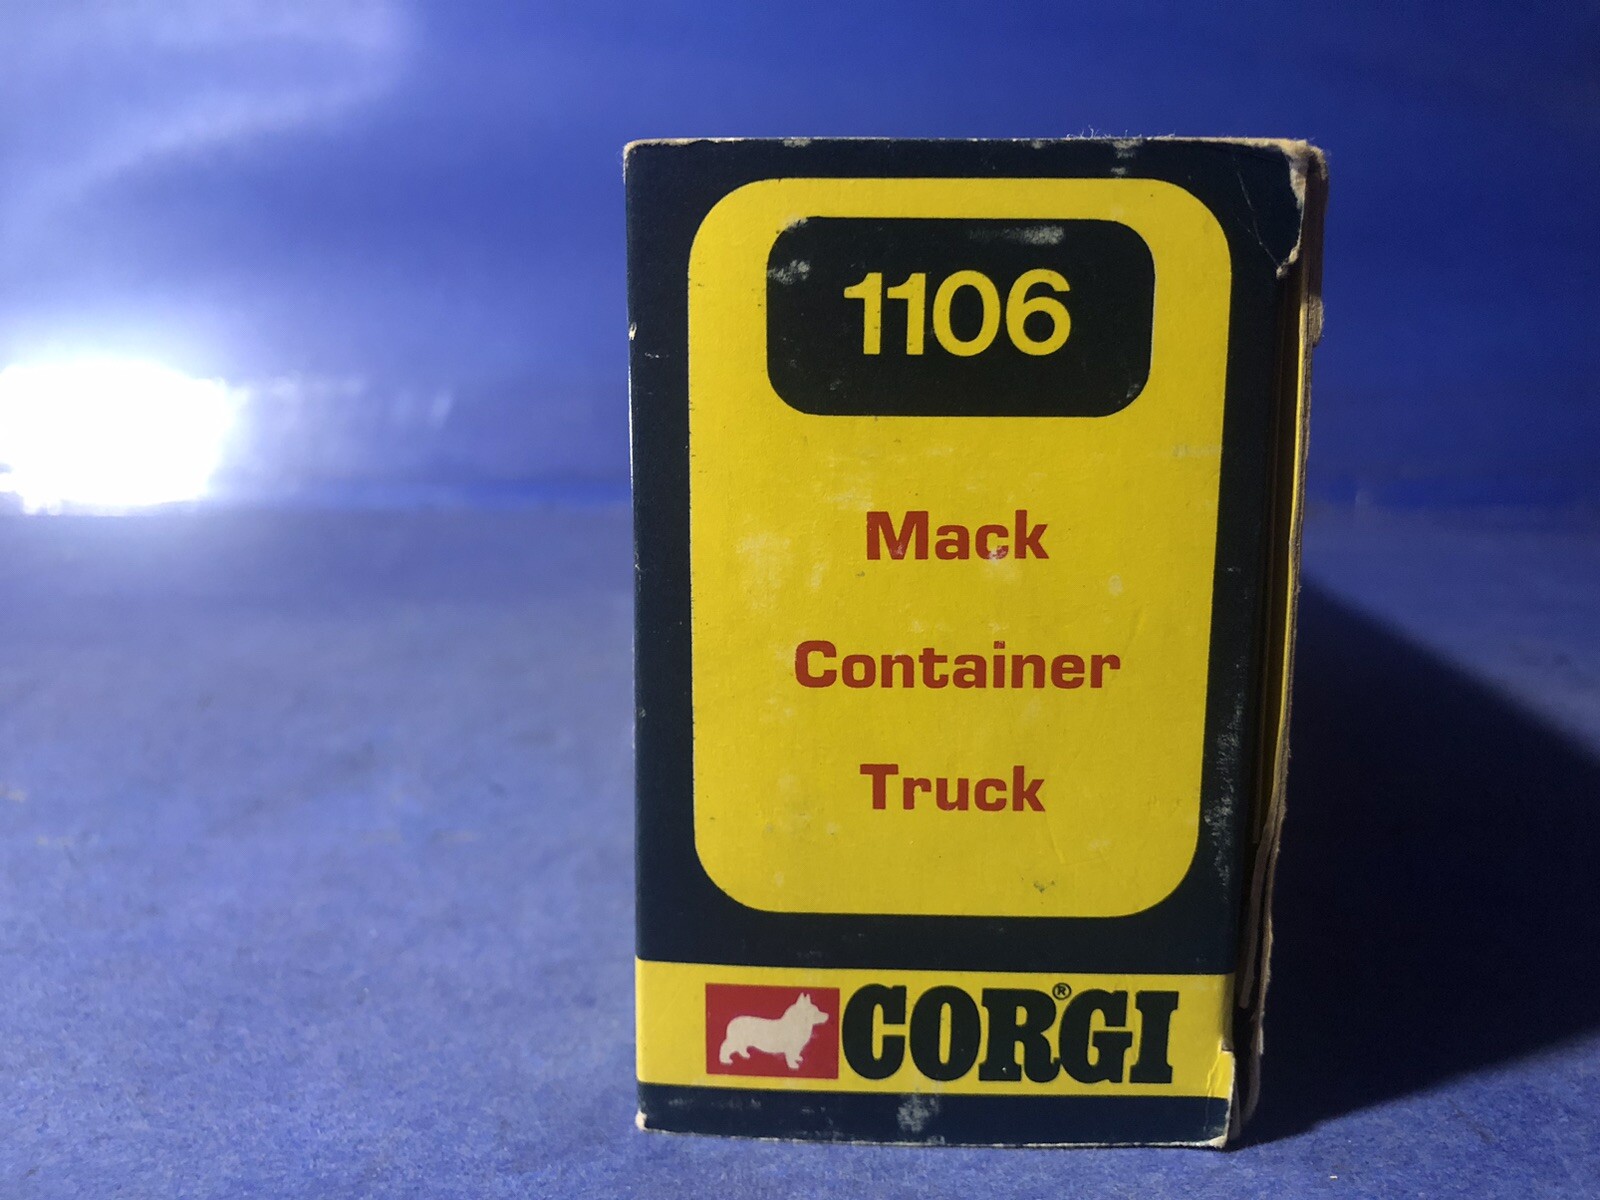 1106
Mack
Container
Truck
CORGI®